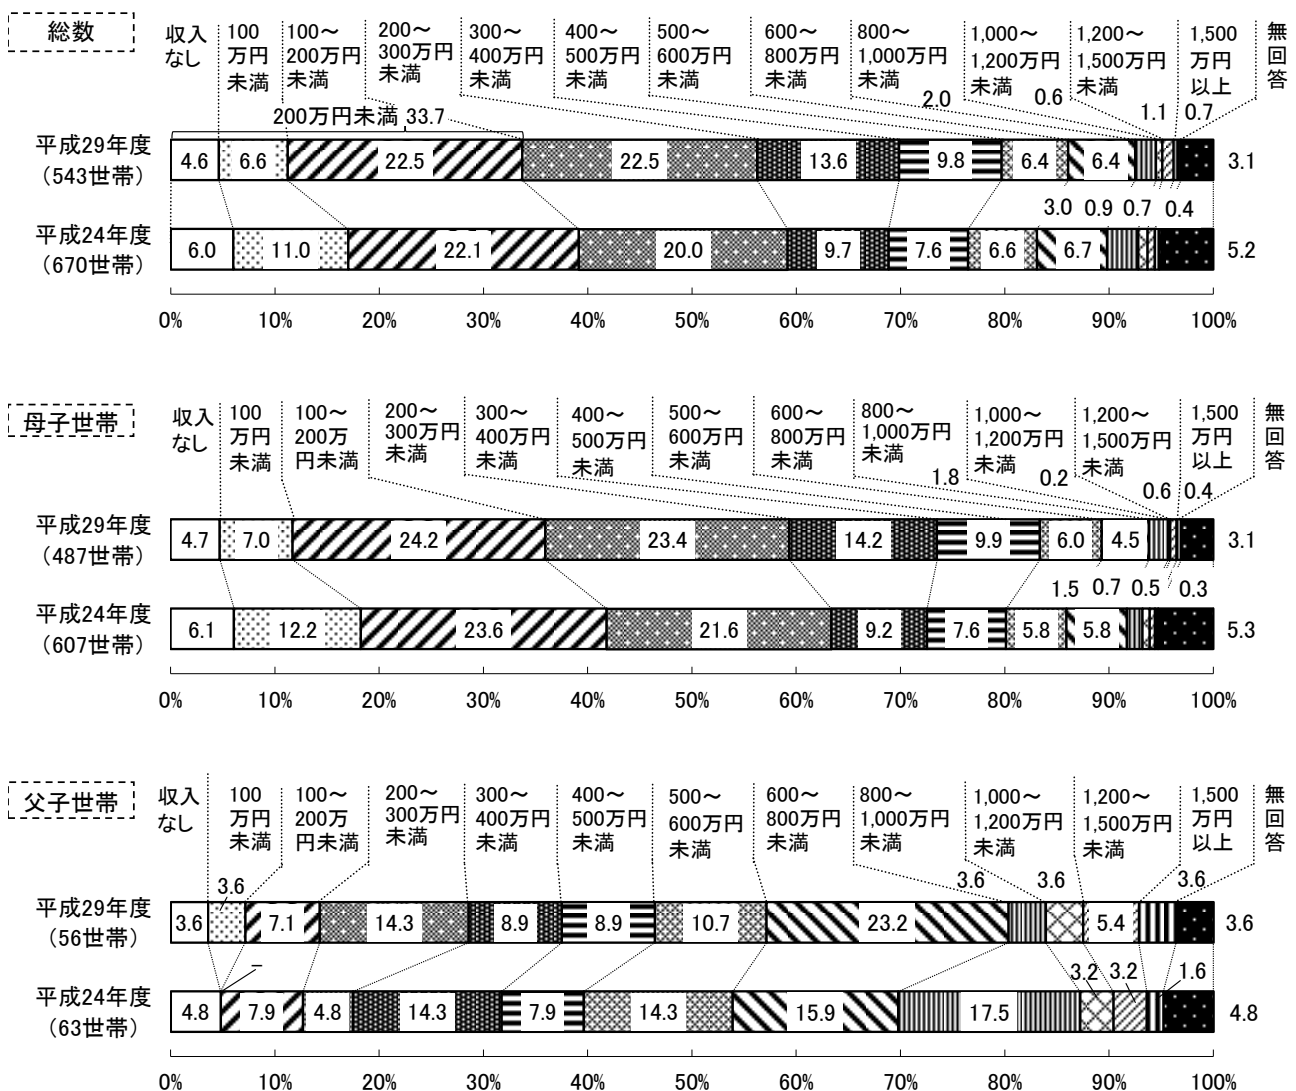 総数
収入
なし
100
万円
未満
100～
200万円
未満
200～
300万円
未満
300～
400万円
未満
400～
500万円
未満
500～
600万円
未満
600～
800万円
未満
800～
1,000万円
未満
1,000～
1,200万円
未満
1,200～
1,500万円
未満
1,500
万円
以上
無
回
答
200万円未満 33.7
2.0
0.6
1.1
0.7
平成29年度
（543世帯）
4.6
6.6
22.5
22.5
13.6
9.8
6.4
6.4
3.1
3.0
0.9
0.7
0.4
平成24年度
（670世帯）
6.0
11.0
22.1
20.0
9.7
7.6
6.6
6.7
5.2
0% 10% 20% 30% 40% 50% 60% 70% 80% 90% 100%
母子世帯
収入
なし
100
万円
未満
100～
200万
円未満
200～
300万円
未満
300～
400万円
未満
400～
500万円
未満
500～
600万円
未満
600～
800万円
未満
800～
1,000万円
未満
1,000～
1,200万円
未満
1,200～
1,500万円
未満
1,500
万円
以上
無
回
答
1.8
0.2
0.6
0.4
平成29年度
（487世帯）
4.7
7.0
24.2
23.4
14.2
9.9
6.0
4.5
3.1
1.5
0.7
0.5
0.3
平成24年度
（607世帯）
6.1
12.2
23.6
21.6
9.2
7.6
5.8
5.8
5.3
0% 10% 20% 30% 40% 50% 60% 70% 80% 90% 100%
父子世帯
収入
なし
100
万円
未満
100～
200万
円未満
200～
300万円
未満
300～
400万円
未満
400～
500万円
未満
500～
600万円
未満
600～
800万円
未満
800～
1,000万円
未満
1,000～
1,200万円
未満
1,200～
1,500万円
未満
1,500
万円
以上
無
回
答
3.6
3.6
3.6
3.6
平成29年度
（56世帯）
3.6
7.1
14.3
8.9
8.9
10.7
23.2
5.4
3.6
－
3.2
3.2
1.6
平成24年度
（63世帯）
4.8
7.9
4.8
14.3
7.9
14.3
15.9
17.5
4.8
0% 10% 20% 30% 40% 50% 60% 70% 80% 90% 100%